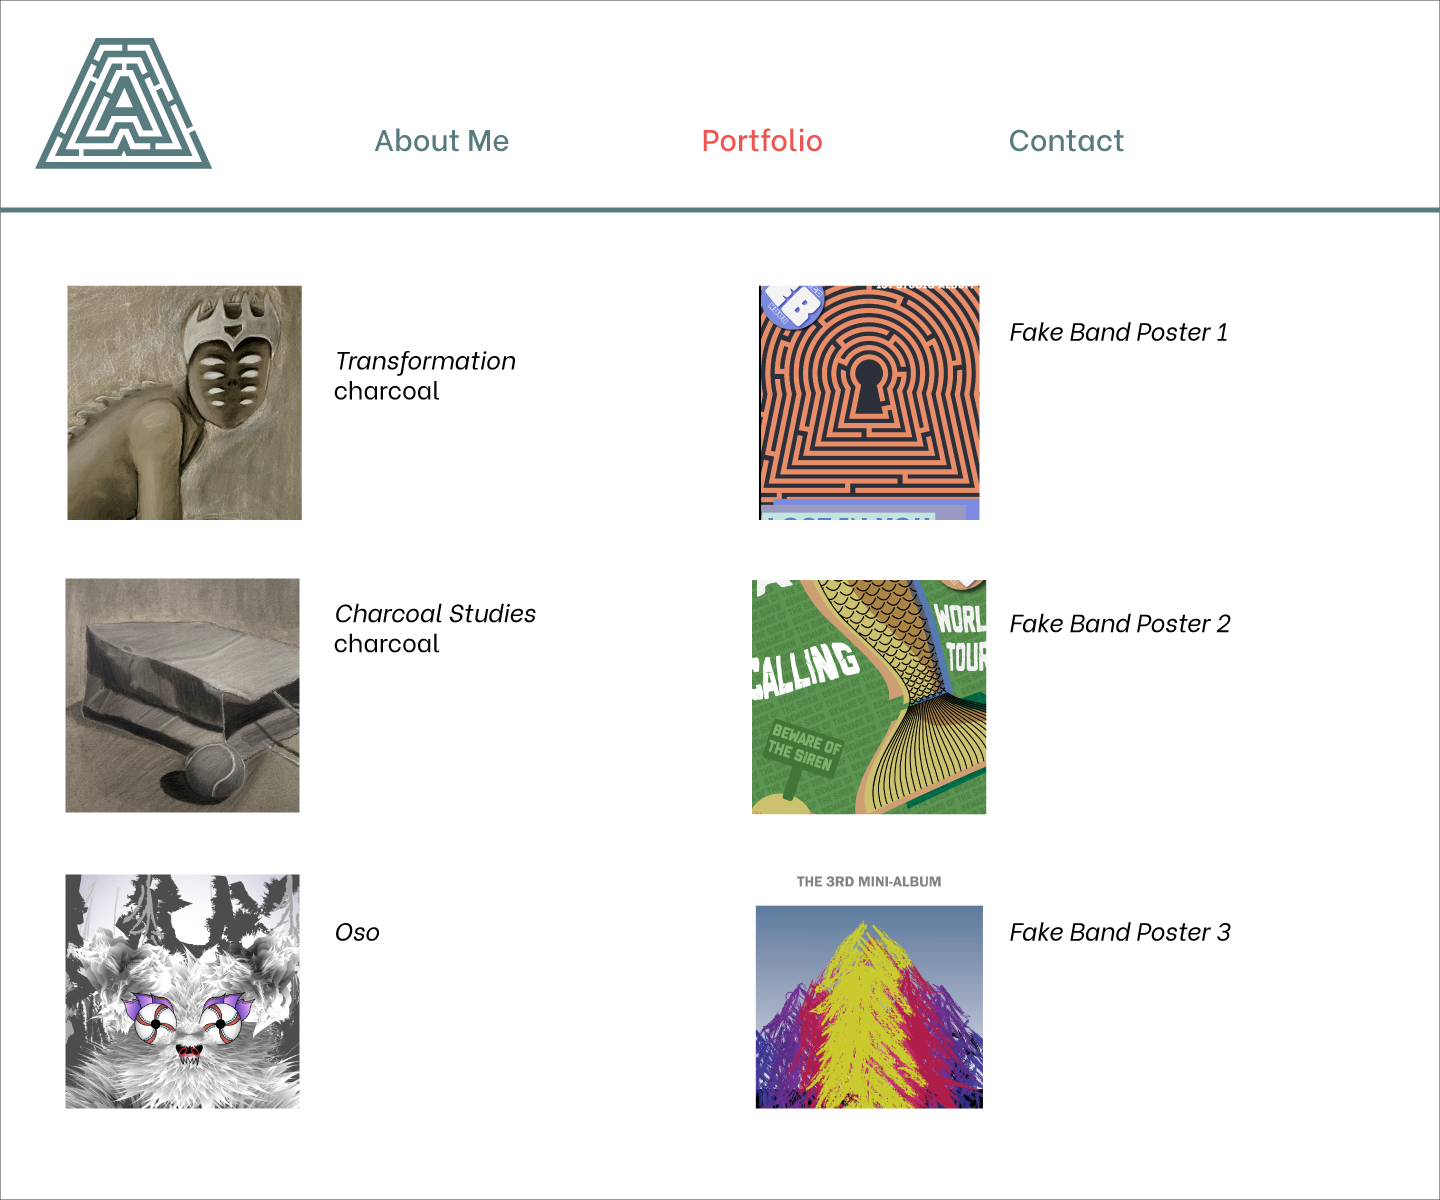 A
About Me
Portfolio
Contact
Transformation
charcoal
Fake Band Poster 1
Charcoal Studies
charcoal
CALLING
WORL
TOUR
BEWARE OF
THE SIREN
Fake Band Poster 2
Oso
THE 3RD MINI-ALBUM
Fake Band Poster 3